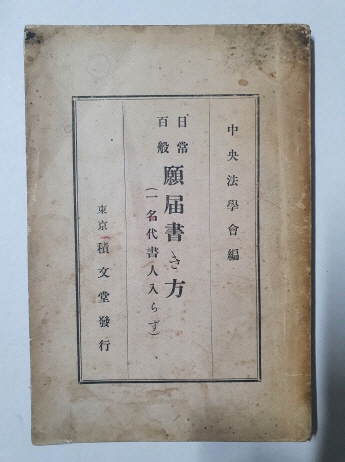 中央法學會編
日常百般
願届書き方
(一名代書人入らず)
東京 積文堂發行